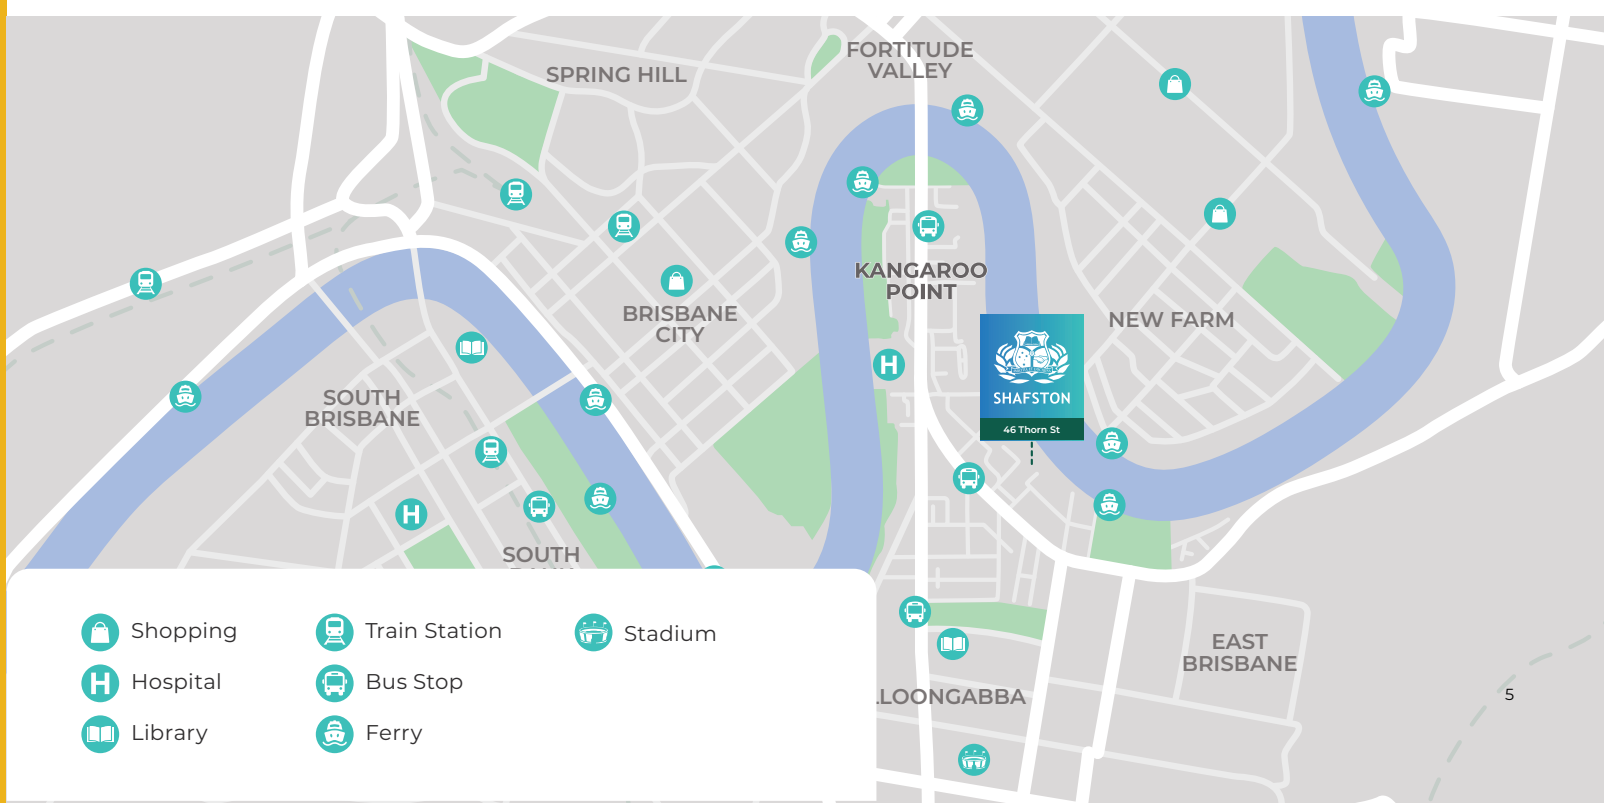 FORTITUDE
VALLEY
SPRING HILL
KANGAROO
POINT
BRISBANE
CITY
NEW FARM
SOUTH
BRISBANE
SHAFSTON
46 Thorn St
SOUTH
EAST
BRISBANE
LOONGABBA
5
Shopping
Hospital
H
Library
Train Station
Bus Stop
Ferry
Stadium
H
H